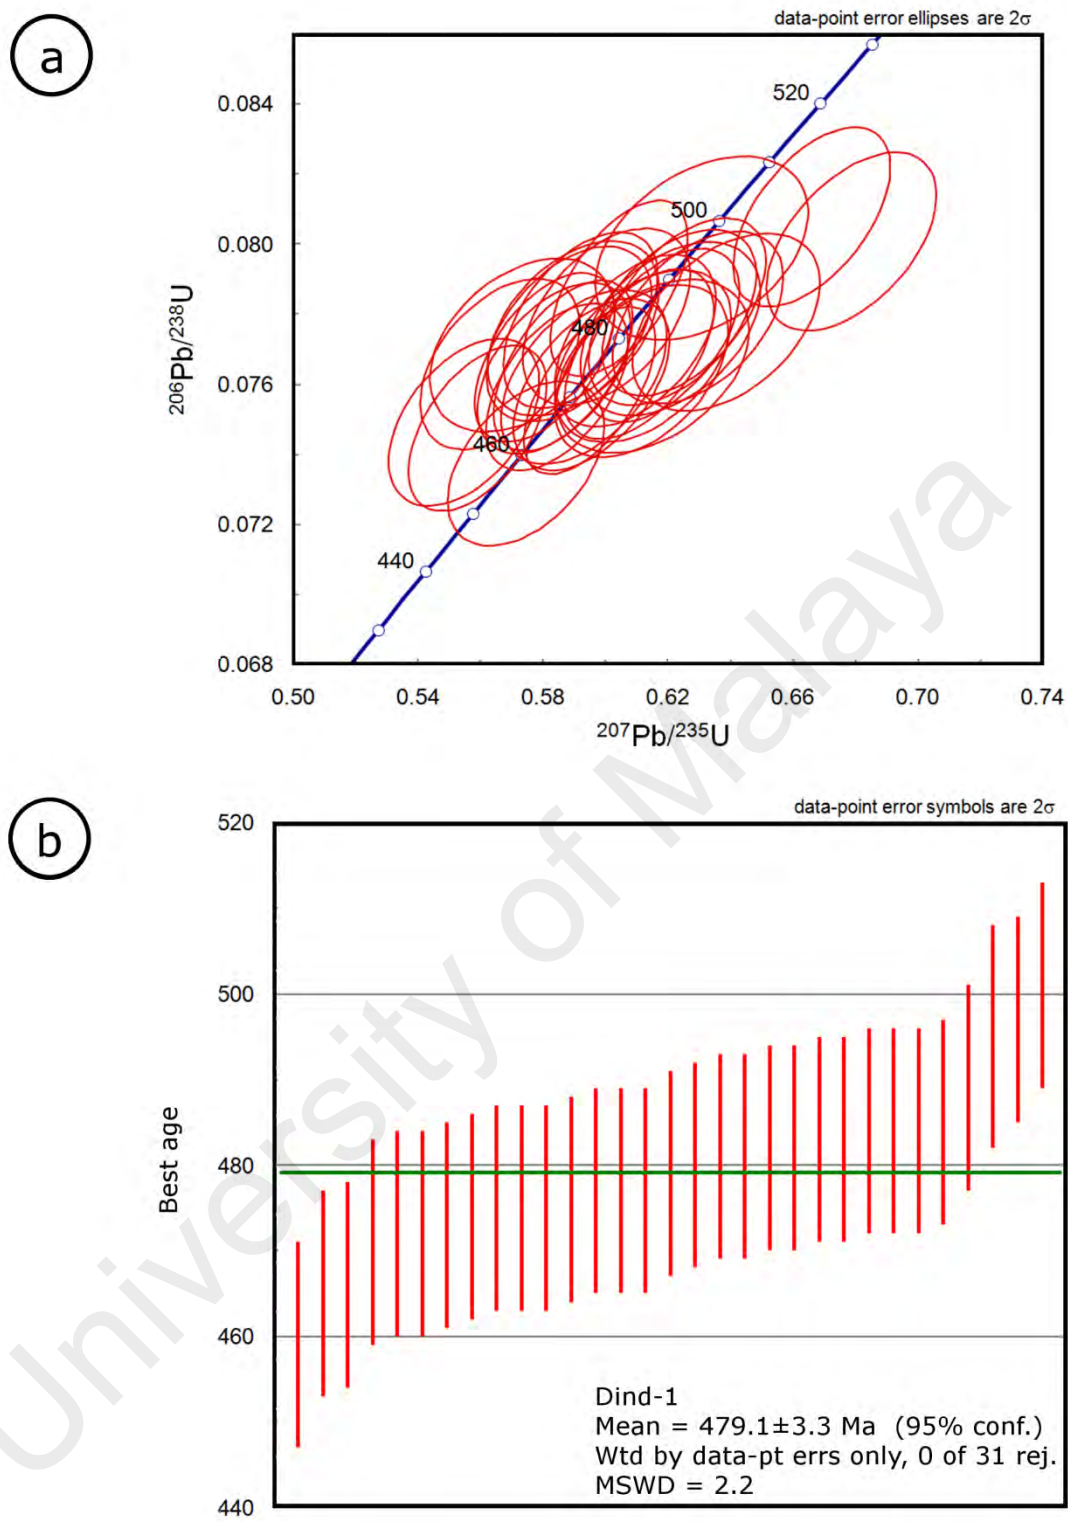 a
data-point error ellipses are 2σ
0.084
0.080
0.076
0.072
0.068
520
500
480
460
440
²⁰⁶Pb/²³⁸U
0.50 0.54 0.58 0.62 0.66 0.70 0.74
²⁰⁷Pb/²³⁵U
b
data-point error symbols are 2σ
520
500
480
460
440
Best age
Dind-1
Mean = 479.1±3.3 Ma (95% conf.)
Wtd by data-pt errs only, 0 of 31 rej.
MSWD = 2.2
University of Malaya